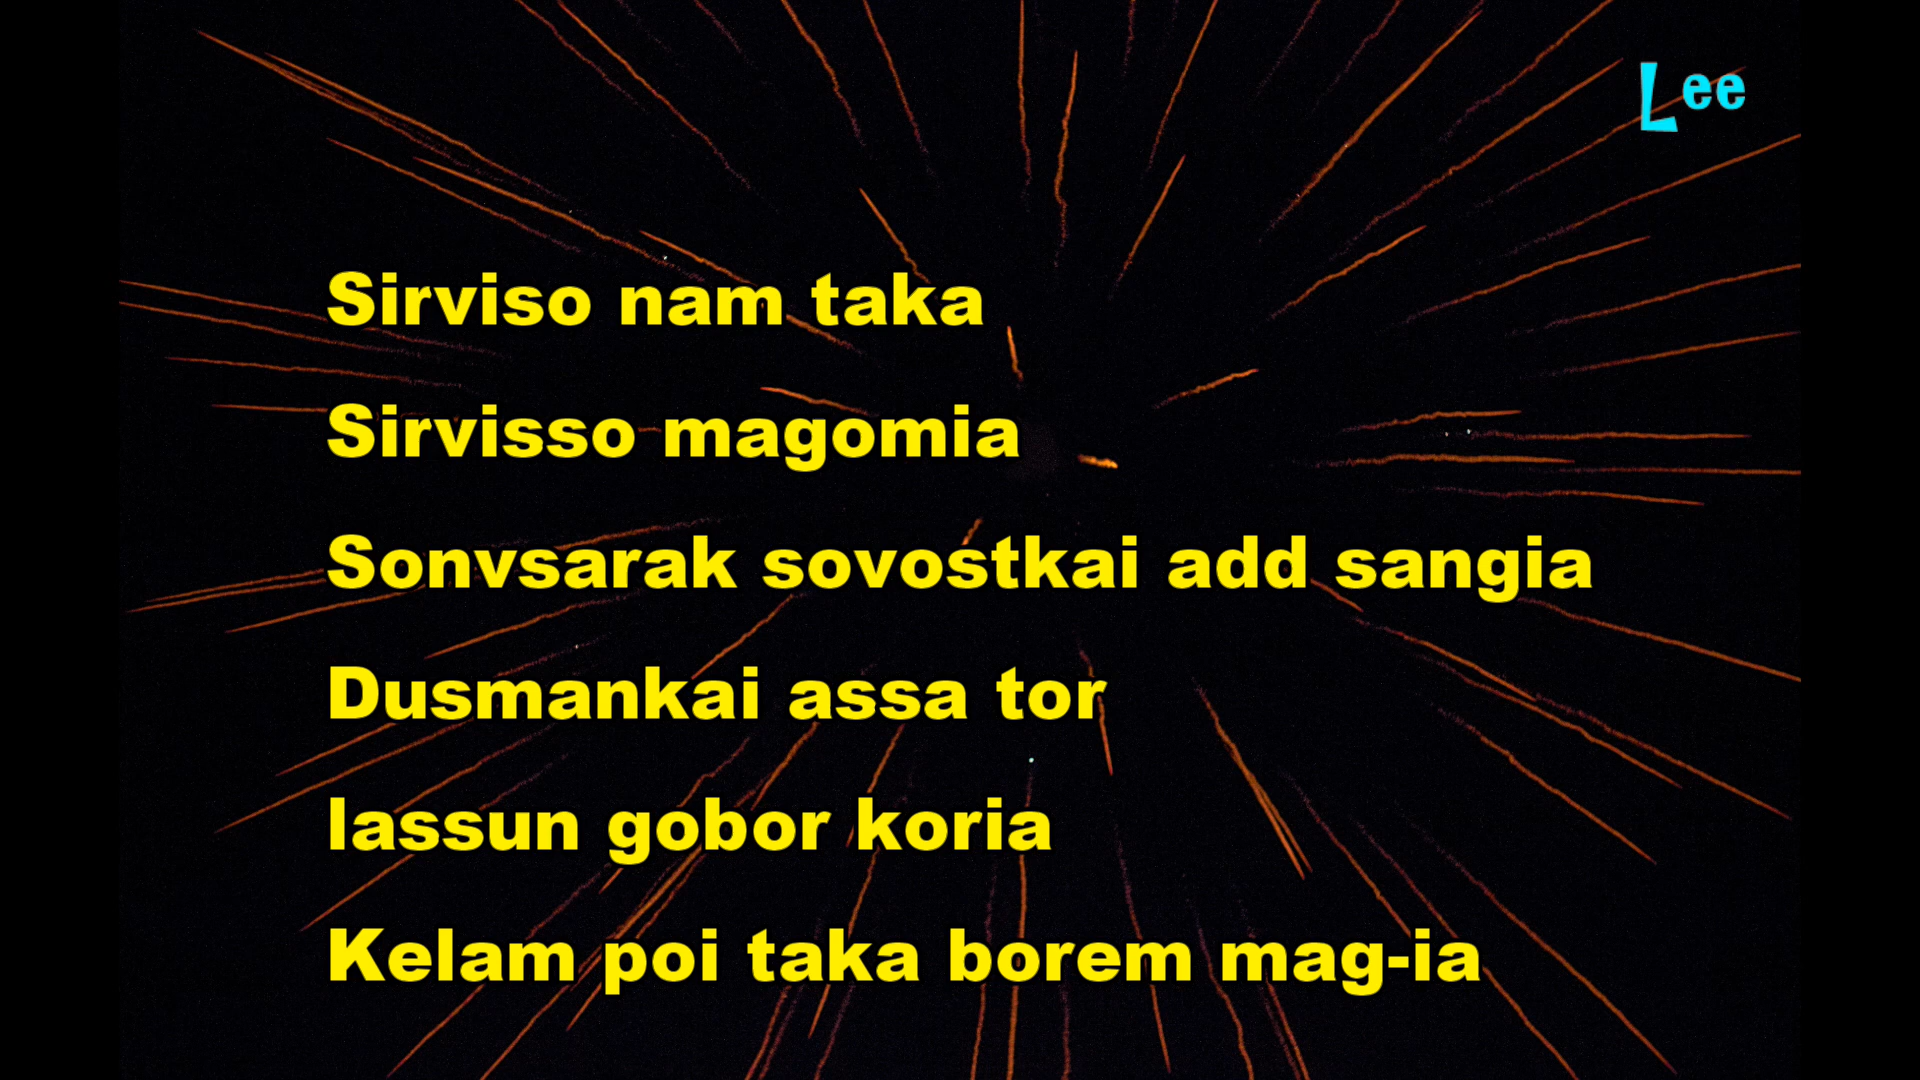 Lee
Sirviso nam taka
Sirvisso magomia
Sonvsarak sovostkai add sangia
Dusmankai assa tor
lassun gobor koria
Kelam poi taka borem mag-ia